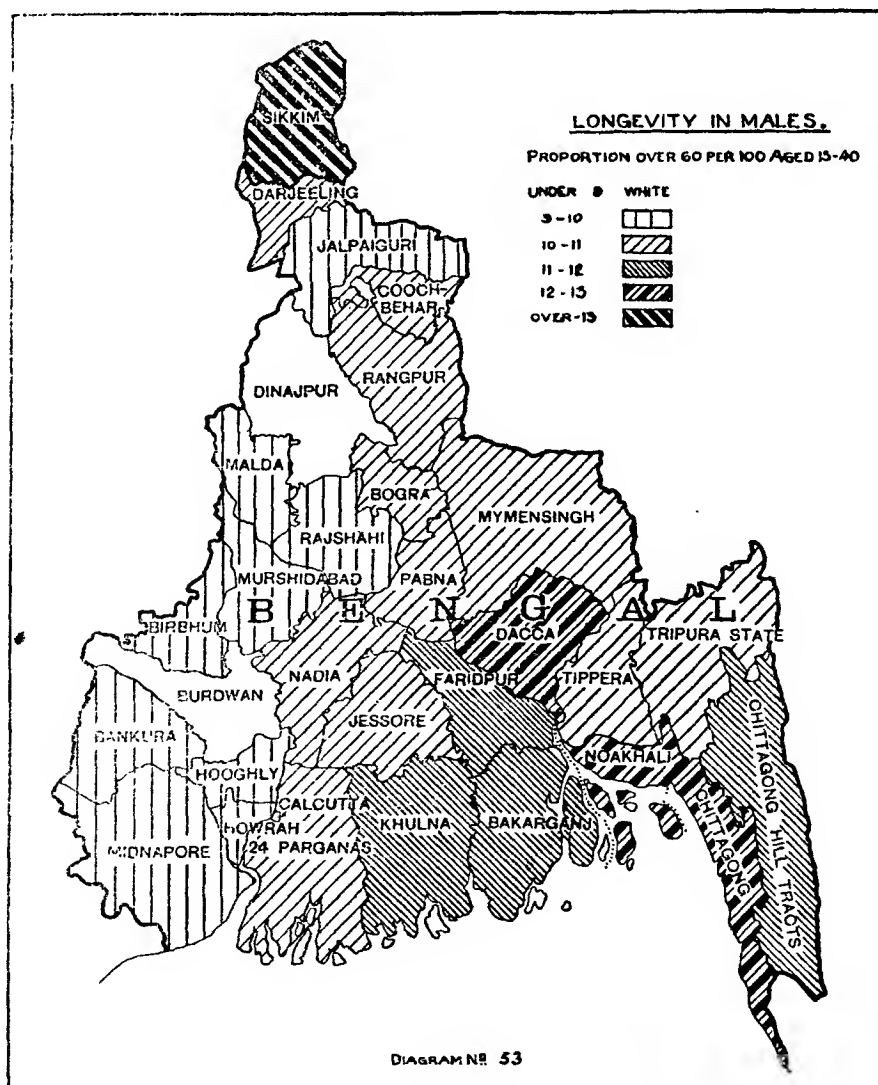 LONGEVITY IN MALES.
PROPORTION OVER 60 PER 100 AGED 15-40
UNDER 9 WHITE
9-10
10-11
11-12
12-13
OVER-13
SIKKIM
DARJEELING
JALPAIGURI
COOCH-
BEHAR
RANGPUR
DINAJPUR
MALDA
BOGRA
MYMENSINGH
RAJSHAHI
MURSHIDABAD
PABNA
BENGAL
BIRBHUM
DACCA
TRIPURA STATE
NADIA
FARIDPUR
TIPPERA
BURDWAN
BANKURA
JESSORE
CHITTAGONG HILL TRACTS
NOAKHALI
HOOGHLY
CALCUTTA
CHITTAGONG
HOWRAH
KHULNA
BAKARGANJ
MIDNAPORE
24 PARGANAS
DIAGRAM NO 53